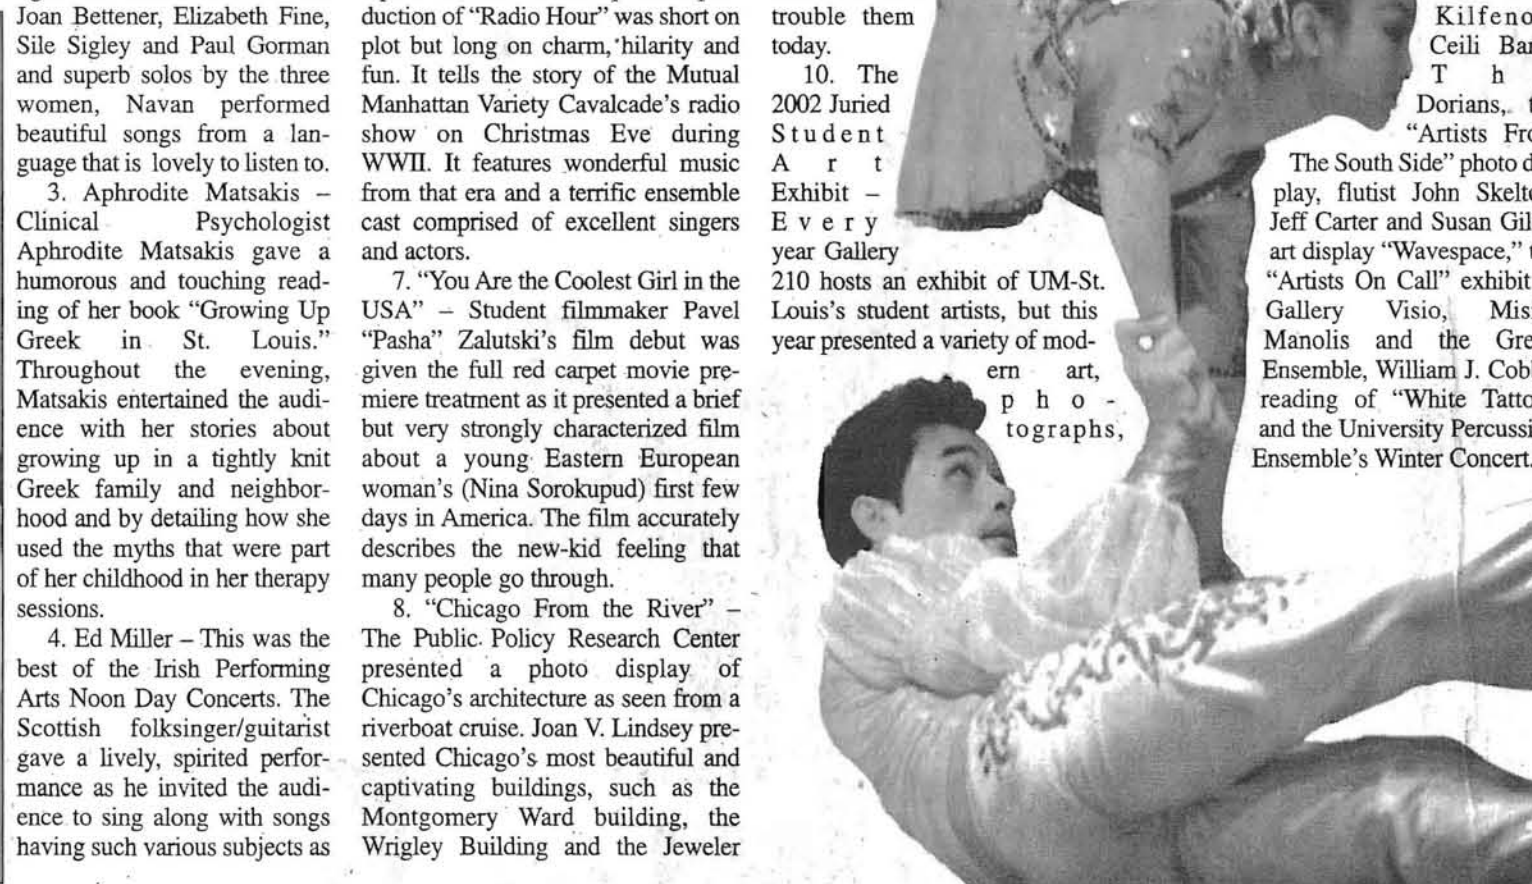 Joan Bettener, Elizabeth Fine,
Sile Sigley and Paul Gorman
and superb solos by the three
women, Navan performed
beautiful songs from a lan-
guage that is lovely to listen to.
3. Aphrodite Matsakis –
Clinical Psychologist
Aphrodite Matsakis gave a
humorous and touching read-
ing of her book “Growing Up
Greek in St. Louis.”
Throughout the evening,
Matsakis entertained the audi-
ence with her stories about
growing up in a tightly knit
Greek family and neighbor-
hood and by detailing how she
used the myths that were part
of her childhood in her therapy
sessions.
4. Ed Miller – This was the
best of the Irish Performing
Arts Noon Day Concerts. The
Scottish folksinger/guitarist
gave a lively, spirited perfor-
mance as he invited the audi-
ence to sing along with songs
having such various subjects as
duction of “Radio Hour” was short on
plot but long on charm, hilarity and
fun. It tells the story of the Mutual
Manhattan Variety Cavalcade’s radio
show on Christmas Eve during
WWII. It features wonderful music
from that era and a terrific ensemble
cast comprised of excellent singers
and actors.
7. “You Are the Coolest Girl in the
USA” – Student filmmaker Pavel
“Pasha” Zalutski’s film debut was
given the full red carpet movie pre-
miere treatment as it presented a brief
but very strongly characterized film
about a young Eastern European
woman’s (Nina Sorokupud) first few
days in America. The film accurately
describes the new-kid feeling that
many people go through.
8. “Chicago From the River” –
The Public Policy Research Center
presented a photo display of
Chicago’s architecture as seen from a
riverboat cruise. Joan V. Lindsey pre-
sented Chicago’s most beautiful and
captivating buildings, such as the
Montgomery Ward building, the
Wrigley Building and the Jeweler
trouble them
today.
10. The
2002 Juried
Student
Art
Exhibit –
Every
year Gallery
210 hosts an exhibit of UM-St.
Louis’s student artists, but this
year presented a variety of mod-
ern art,
pho-
tographs,
Kilfeno
Ceili Ban
Th
Dorians, t
“Artists Fro
The South Side” photo d
play, flutist John Skelto
Jeff Carter and Susan Gil
art display “Wavespace,” t
“Artists On Call” exhibit
Gallery Visio, Mis
Manolis and the Gre
Ensemble, William J. Cobb
reading of “White Tatto
and the University Percussi
Ensemble’s Winter Concert.